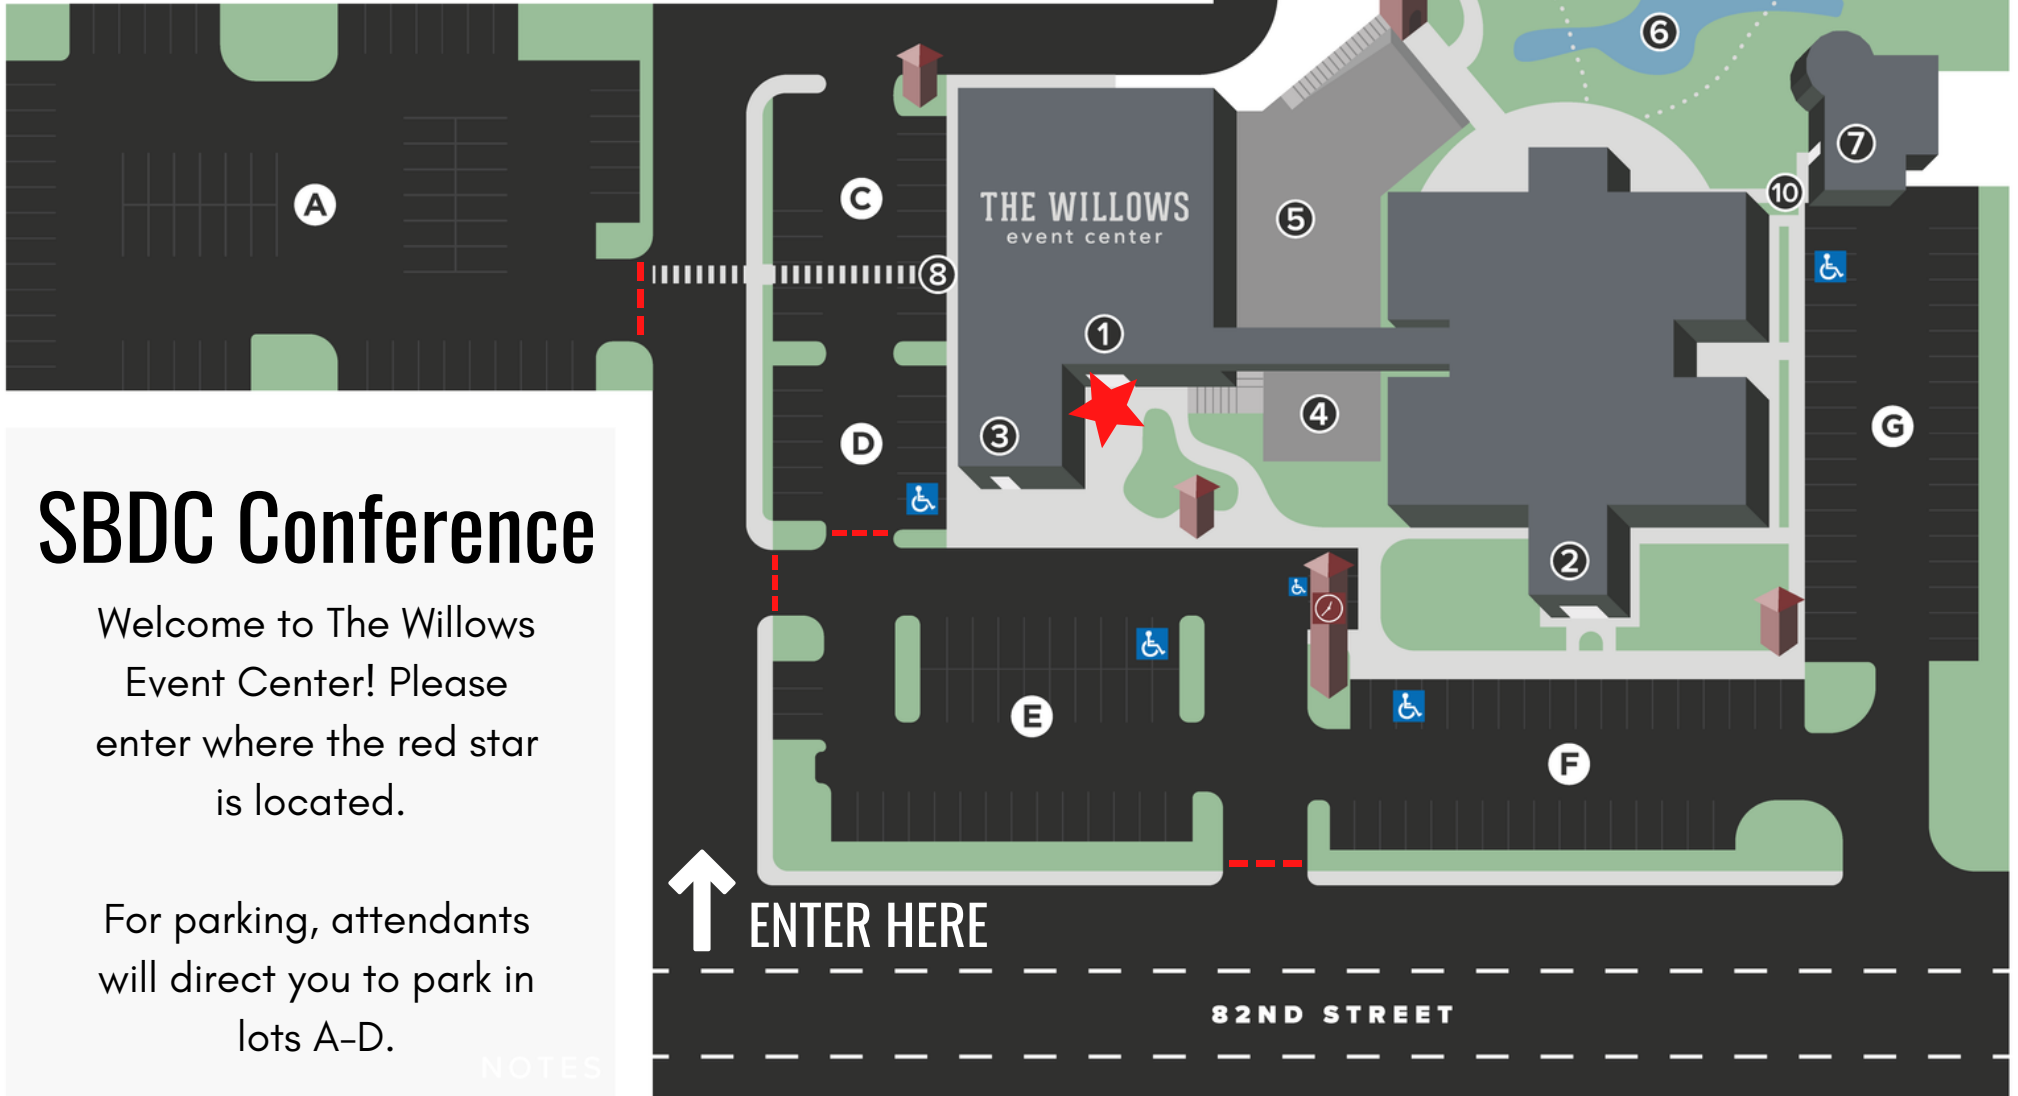 6
7
A
C
THE WILLOWS
event center
10
5
8
1
4
G
3
D
SBDC Conference
2
Welcome to The Willows
Event Center! Please
enter where the red star
is located.
E
F
For parking, attendants
will direct you to park in
lots A-D.
NOTES
ENTER HERE
82ND STREET